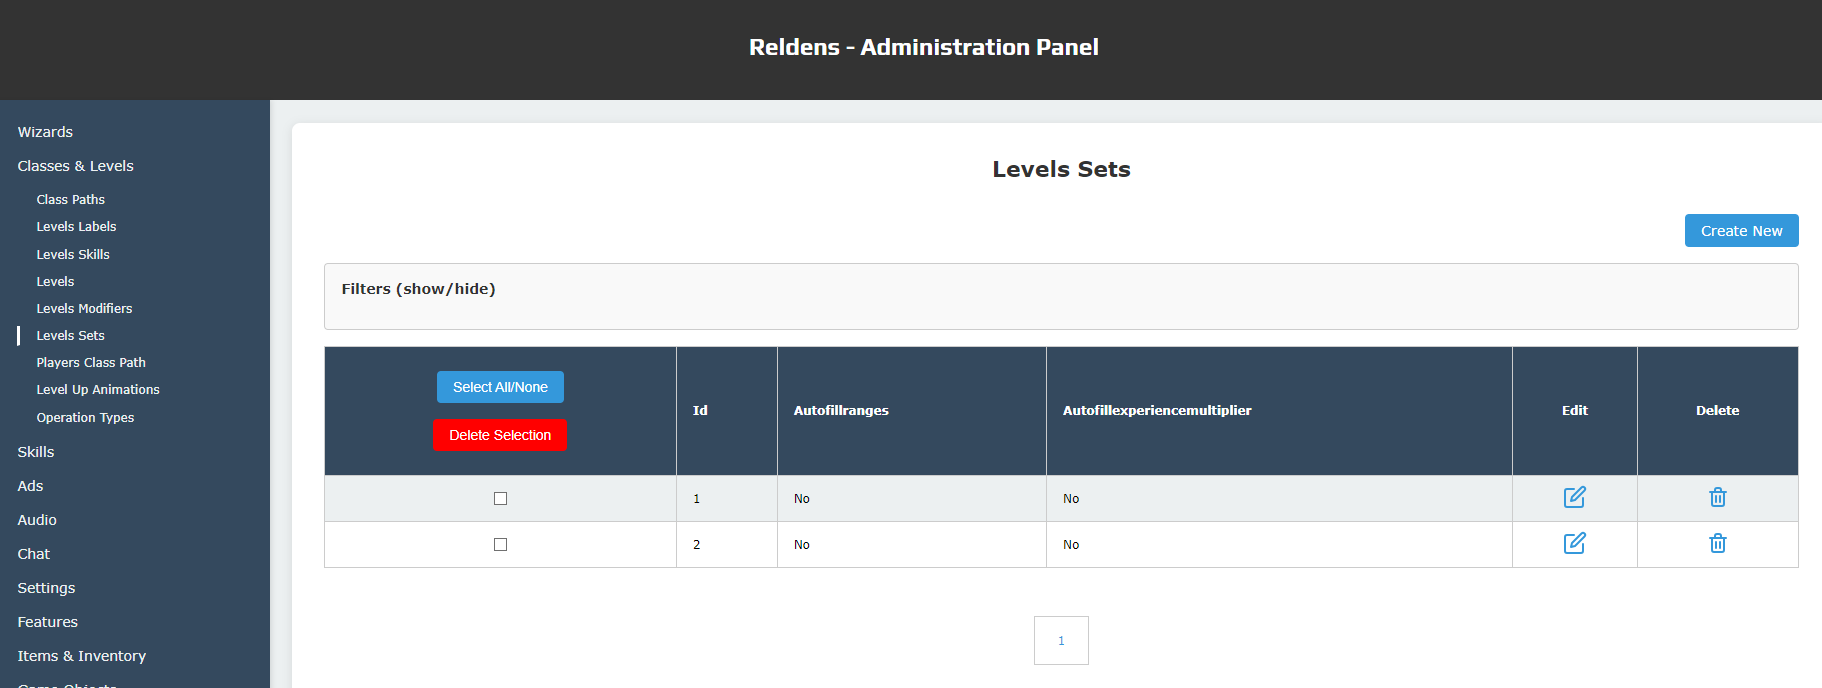 Reldens - Administration Panel
Wizards
Classes & Levels
Class Paths
Levels Labels
Levels Skills
Levels
Levels Modifiers
Levels Sets
Players Class Path
Level Up Animations
Operation Types
Skills
Ads
Audio
Chat
Settings
Features
Items & Inventory
Game Objects
Levels Sets
Create New
Filters (show/hide)
Select All/None
Delete Selection
Id
Autofillranges
Autofillexperiencemultiplier
Edit
Delete
1
No
No
2
No
No
1